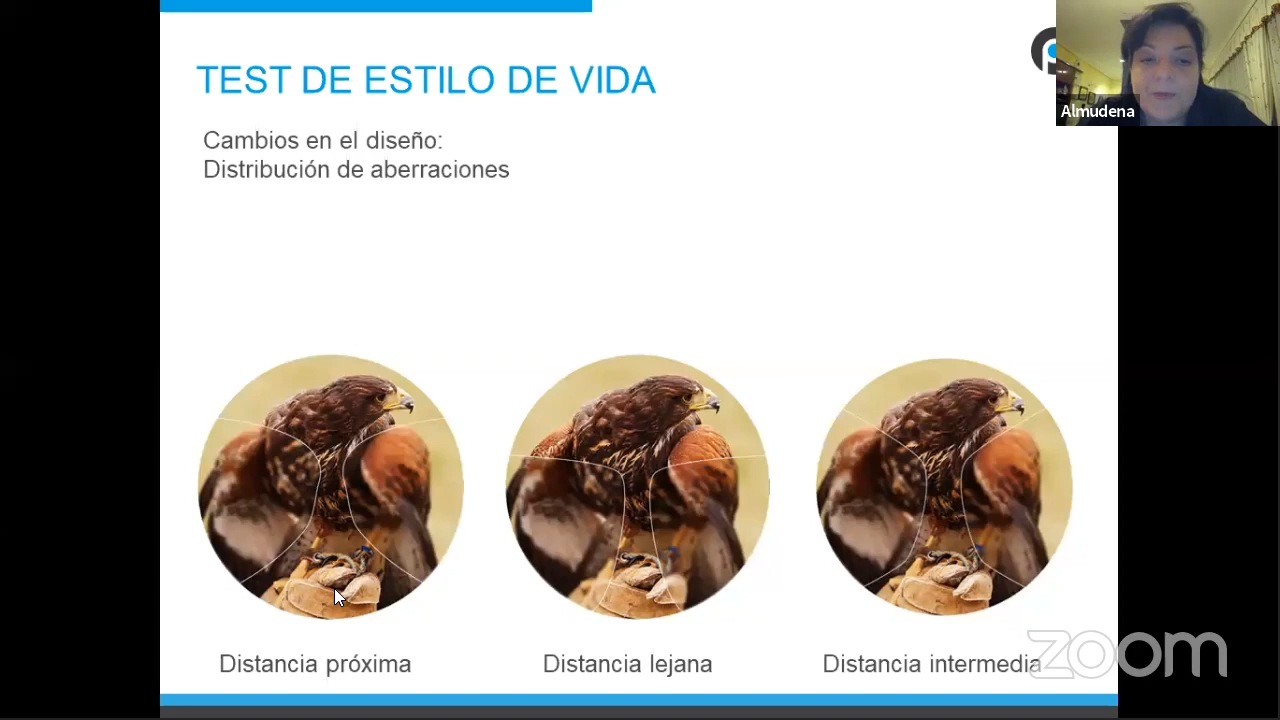 TEST DE ESTILO DE VIDA
Almudena
Cambios en el diseño:
Distribución de aberraciones
Distancia próxima
Distancia lejana
Distancia intermedia
zoom